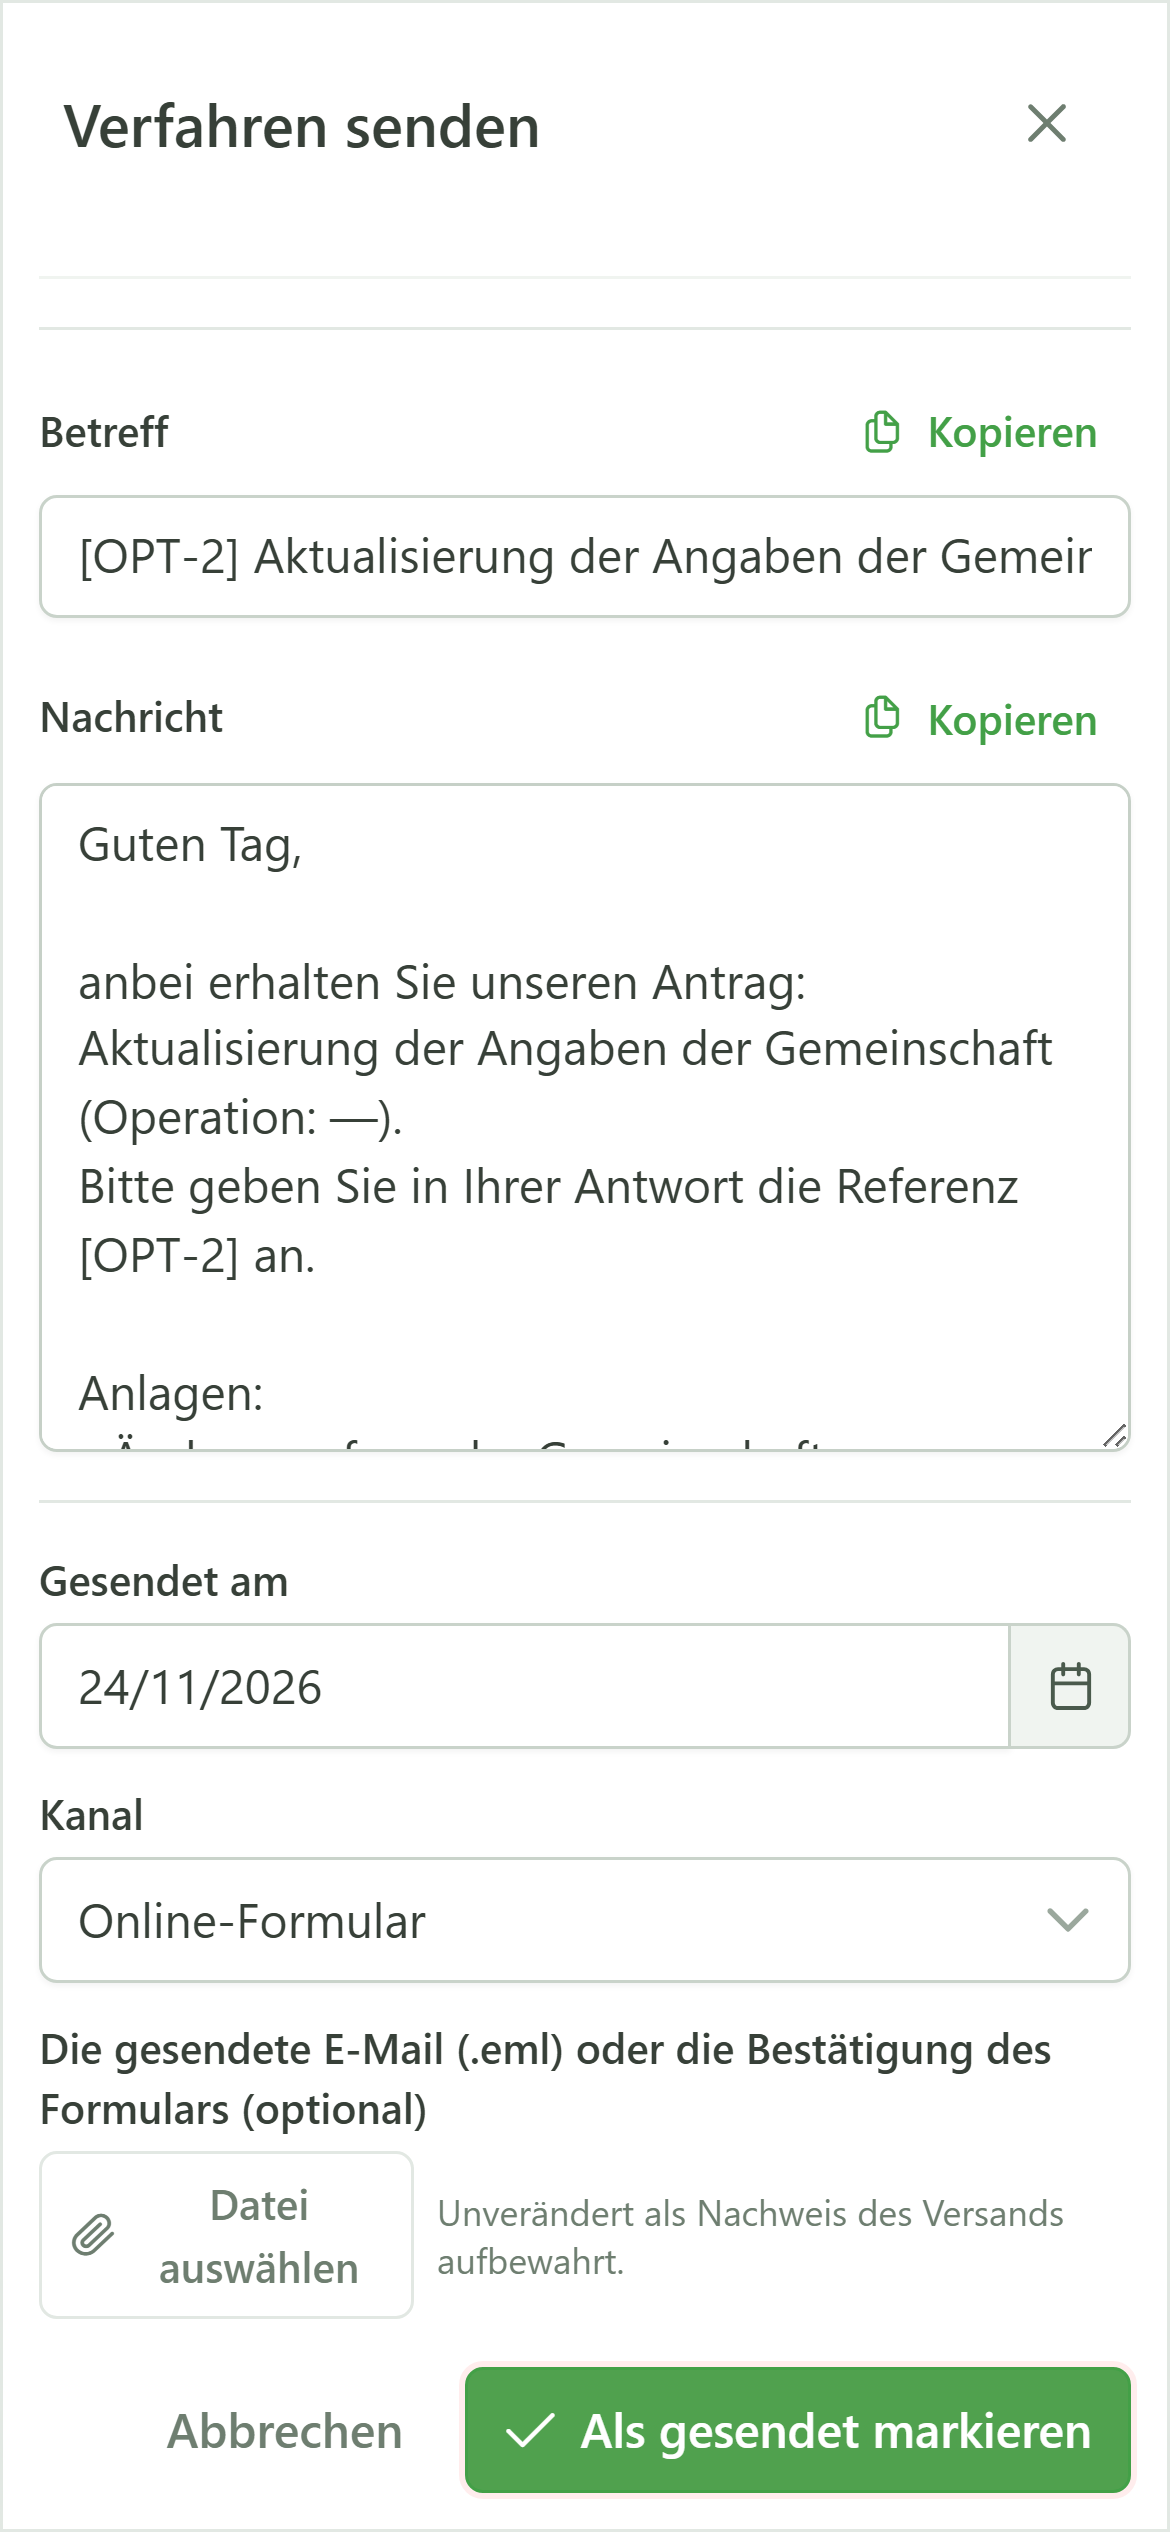 Verfahren senden
Betreff
Kopieren
[OPT-2] Aktualisierung der Angaben der
Nachricht
Kopieren
Guten Tag,
anbei erhalten Sie unseren Antrag:
Aktualisierung der Angaben der Gemeinschaft
(Operation: —).
Bitte geben Sie in Ihrer Antwort die Referenz
[OPT-2] an.
Anlagen:
Gesendet am
24/11/2026
Kanal
Online-Formular
Die gesendete E-Mail (.eml) oder die Bestätigung des
Formulars (optional)
Datei
auswählen
Unverändert als Nachweis des Versands
aufbewahrt.
Abbrechen
Als gesendet markieren